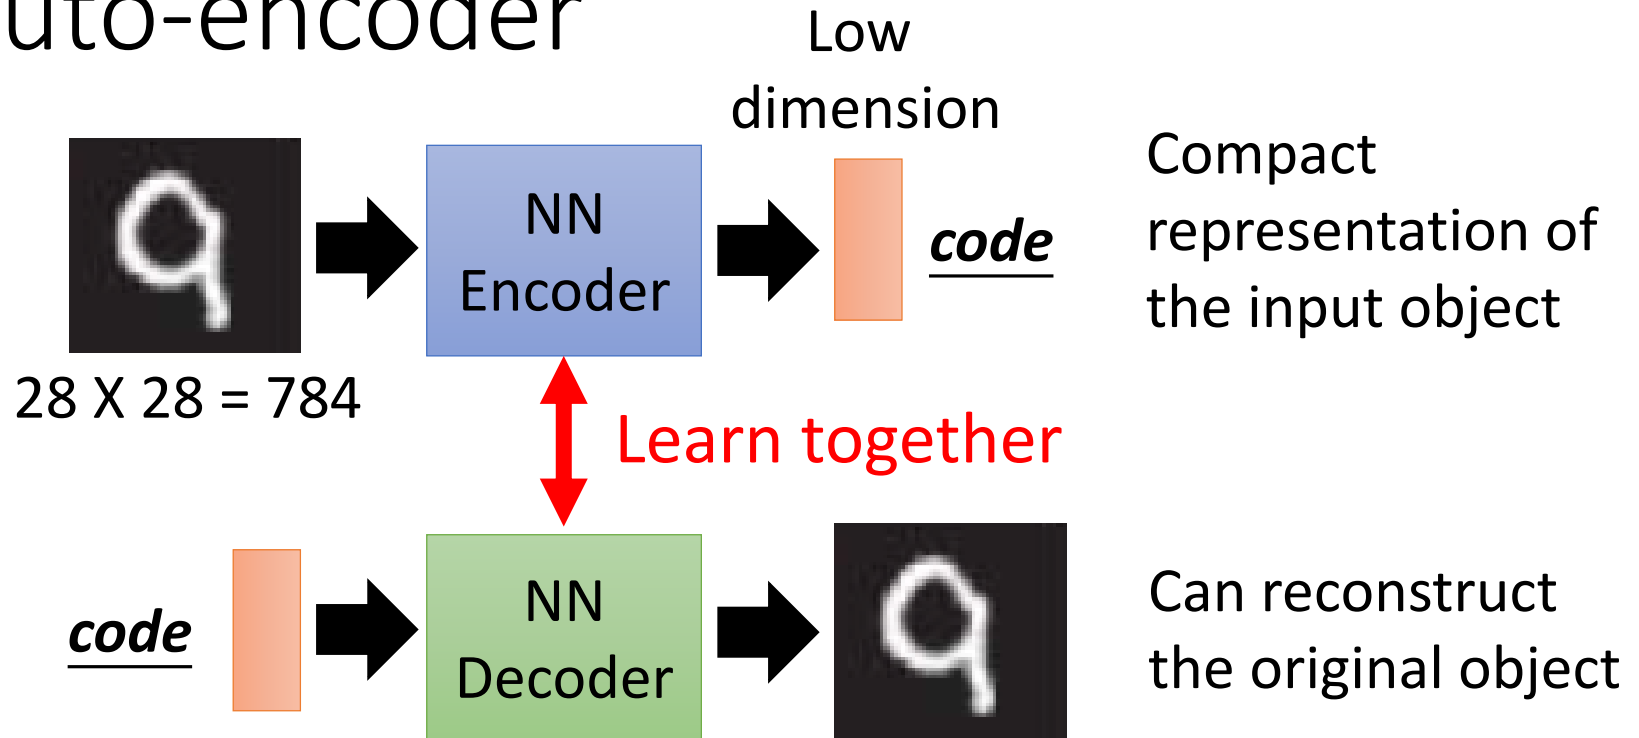 uto-encoder
Low
dimension
NN
Encoder
code
Compact
representation of
the input object
28 X 28 = 784
Learn together
code
NN
Decoder
Can reconstruct
the original object